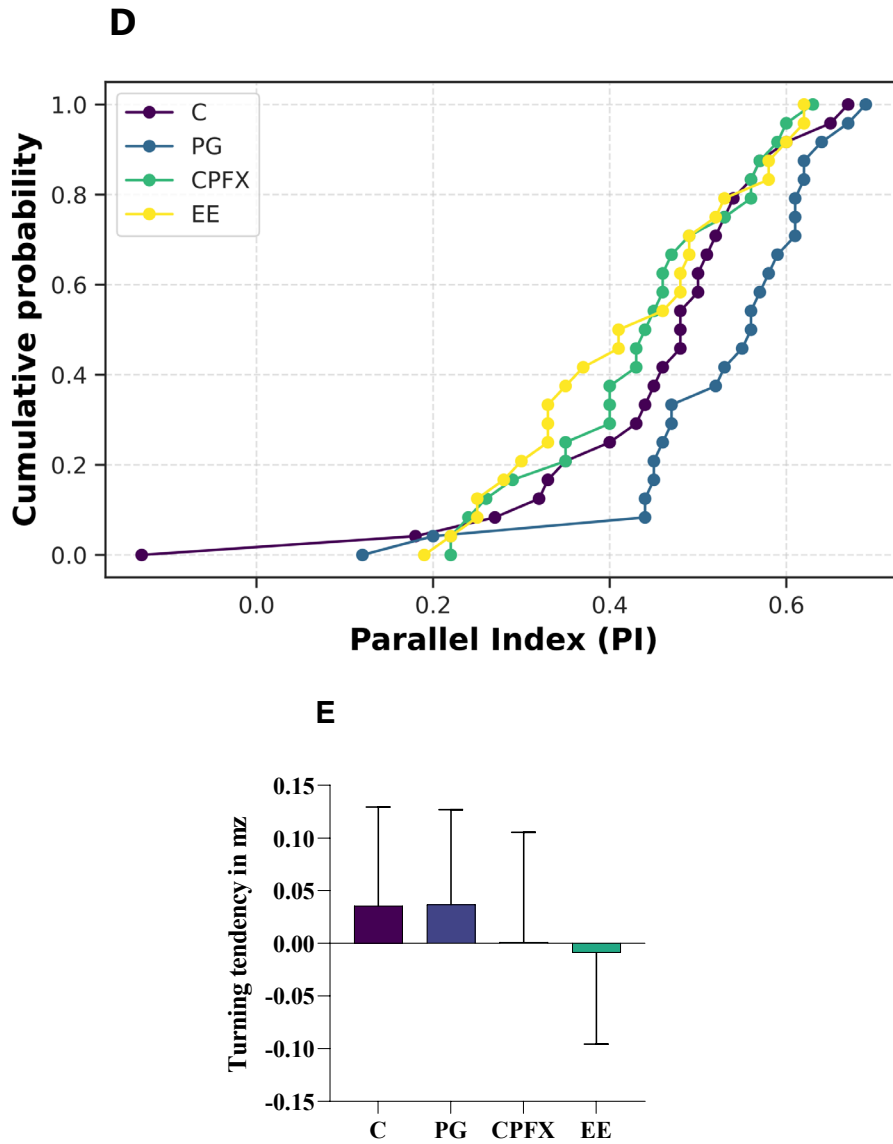 D
1.0
0.8
0.6
0.4
0.2
0.0
Cumulative probability
C
PG
CPFX
EE
0.0 0.2 0.4 0.6
Parallel Index (PI)
E
0.15
0.10
0.05
0.00
-0.05
-0.10
-0.15
Turning tendency in mz
C PG CPFX EE